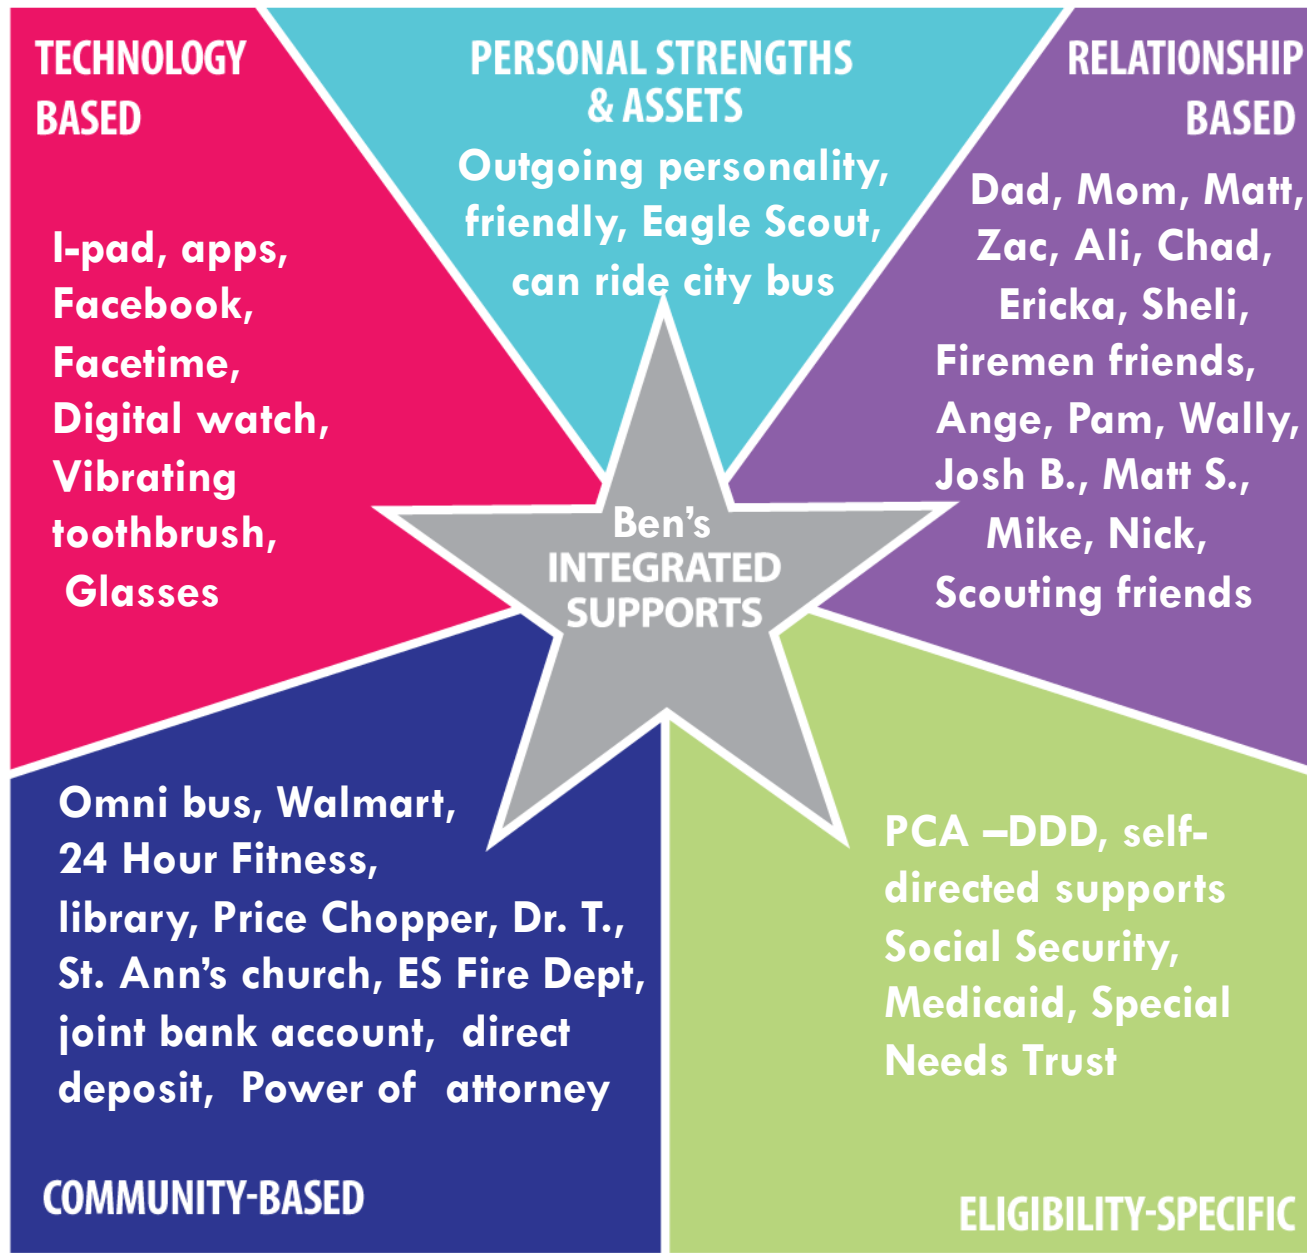 TECHNOLOGY
BASED
I-pad, apps,
Facebook,
Facetime,
Digital watch,
Vibrating
toothbrush,
Glasses
PERSONAL STRENGTHS
& ASSETS
Outgoing personality,
friendly, Eagle Scout,
can ride city bus
RELATIONSHIP
BASED
Dad, Mom, Matt,
Zac, Ali, Chad,
Ericka, Sheli,
Firemen friends,
Ange, Pam, Wally,
Josh B., Matt S.,
Mike, Nick,
Scouting friends
Ben’s
INTEGRATED
SUPPORTS
Omni bus, Walmart,
24 Hour Fitness,
library, Price Chopper, Dr. T.,
St. Ann’s church, ES Fire Dept,
joint bank account, direct
deposit, Power of attorney
COMMUNITY-BASED
PCA –DDD, self-
directed supports
Social Security,
Medicaid, Special
Needs Trust
ELIGIBILITY-SPECIFIC